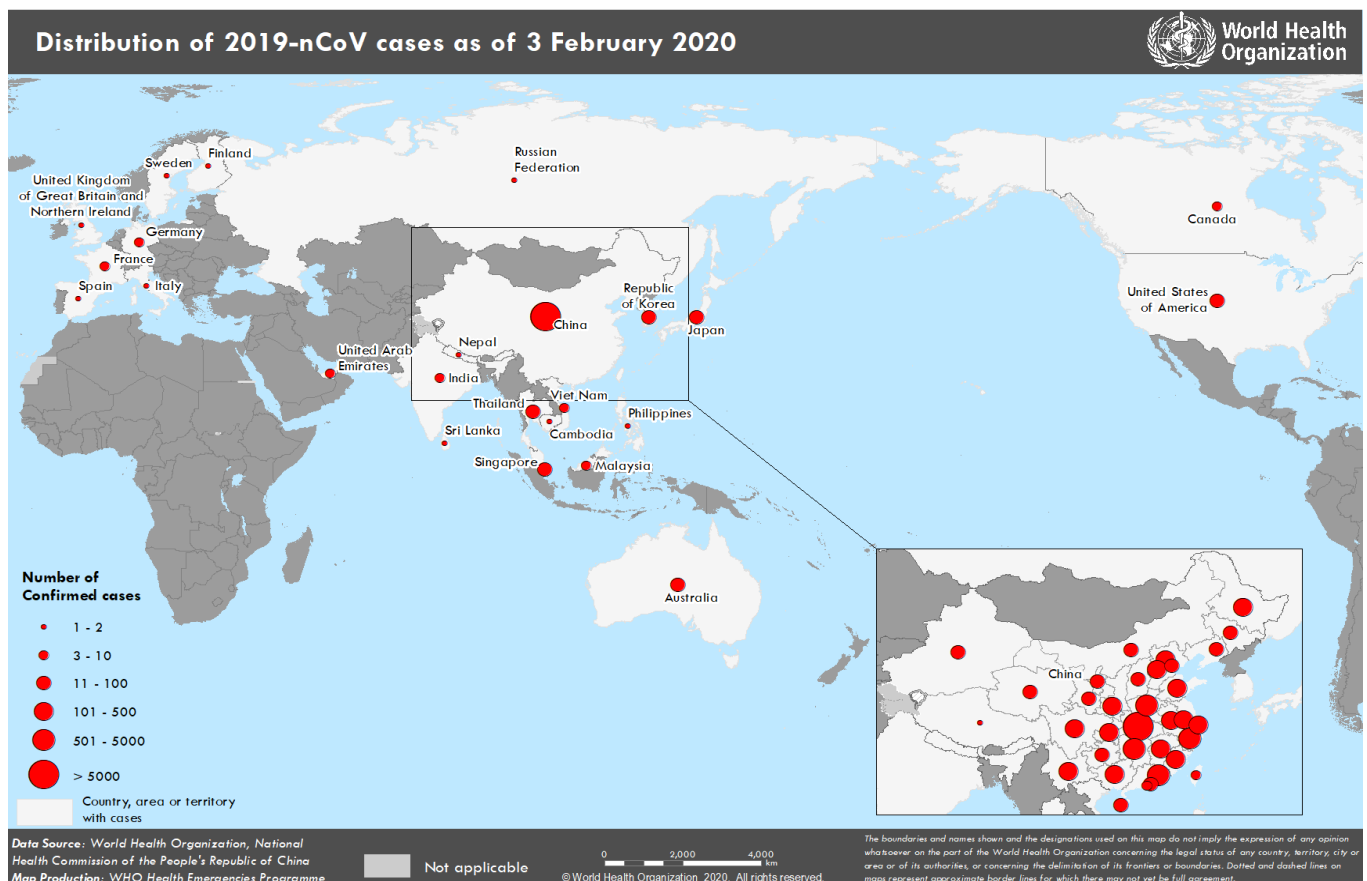 Distribution of 2019-nCoV cases as of 3 February 2020
World Health
Organization
Finland
Sweden
Russian
Federation
United Kingdom
of Great Britain and
Northern Ireland
Germany
France
Spain
Italy
Canada
United States
of America
Republic
of Korea
China
Japan
Nepal
United Arab
Emirates
India
Thailand
Viet Nam
Philippines
Sri Lanka
Cambodia
Singapore
Malaysia
Australia
China
Number of
Confirmed cases
1 - 2
3 - 10
11 - 100
101 - 500
501 - 5000
> 5000
Country, area or territory
with cases
Data Source: World Health Organization, National
Health Commission of the People's Republic of China
Map Production: WHO Health Emergencies Programme
Not applicable
0 2,000 4,000
km
© World Health Organization 2020. All rights reserved.
The boundaries and names shown and the designations used on this map do not imply the expression of any opinion
whatsoever on the part of the World Health Organization concerning the legal status of any country, territory, city or
area or of its authorities, or concerning the delimitation of its frontiers or boundaries. Dotted and dashed lines on
maps represent approximate border lines for which there may not yet be full agreement.